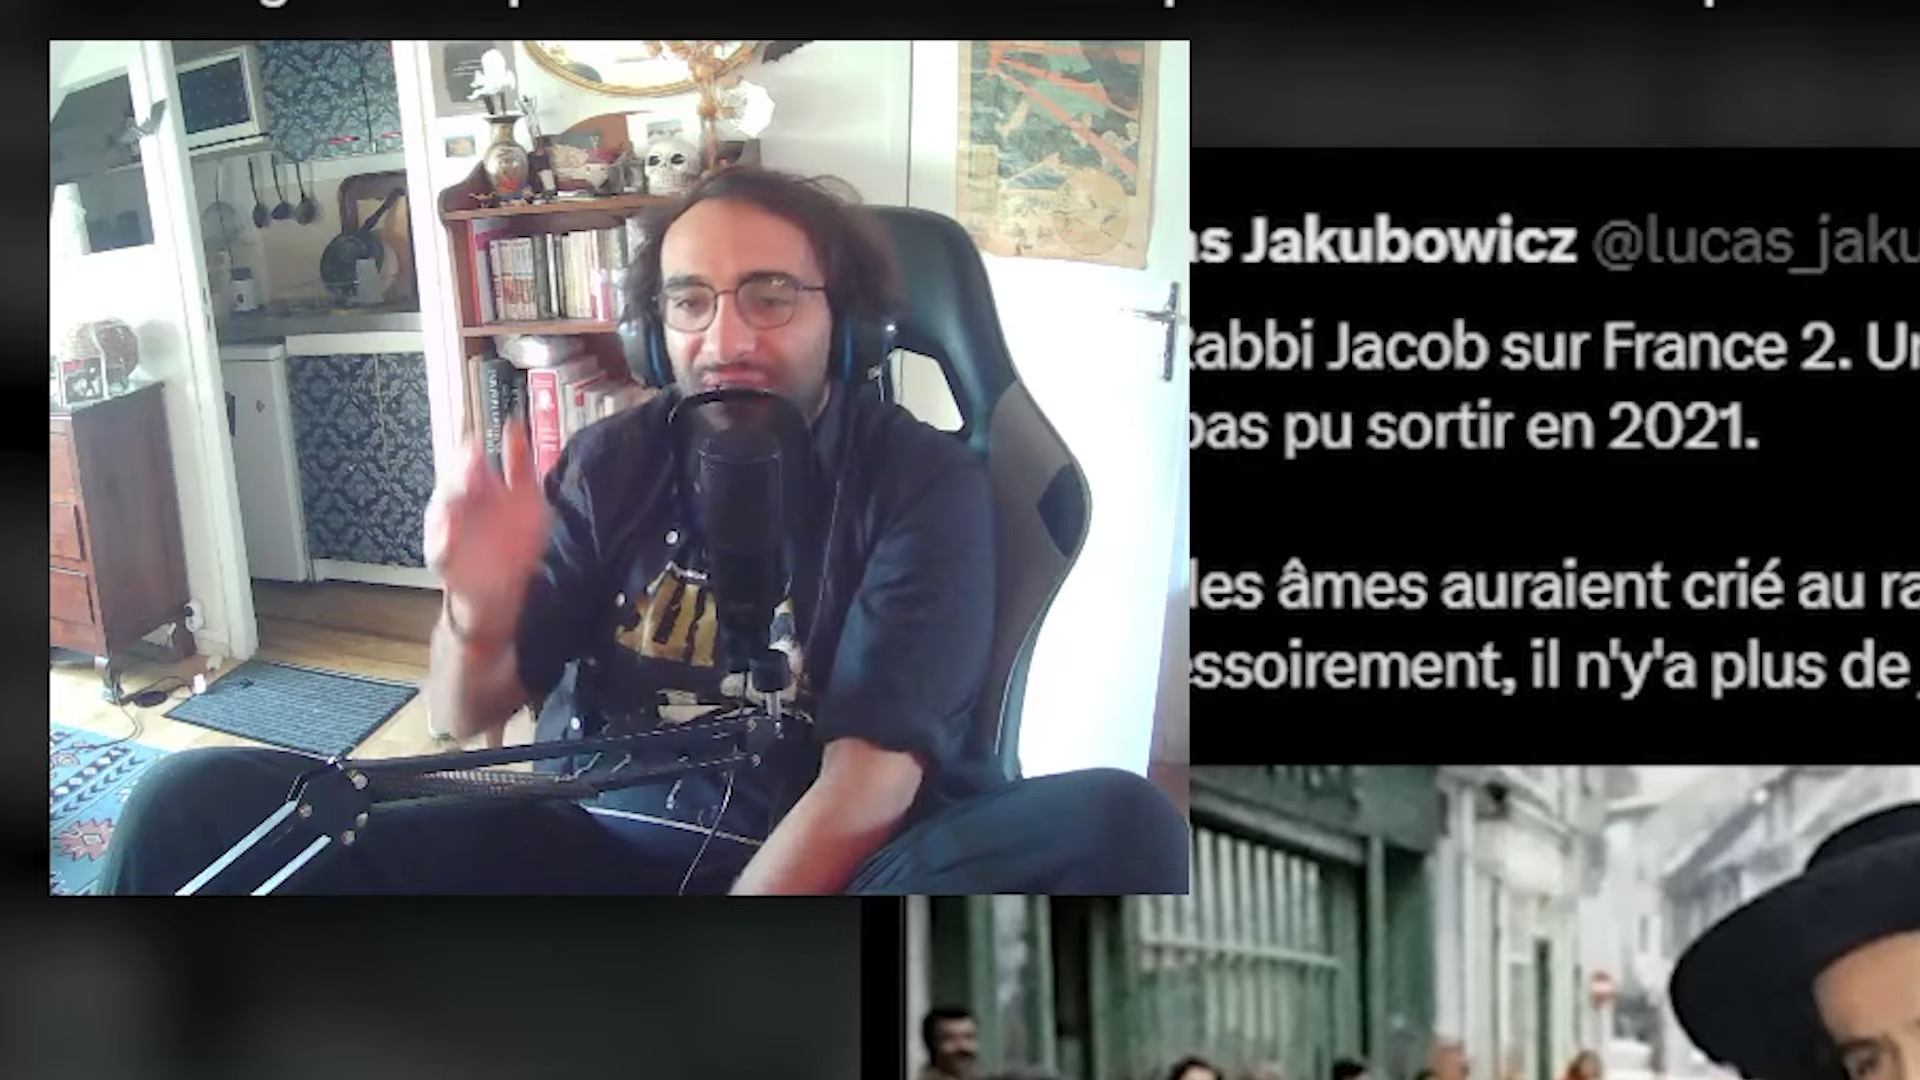 as Jakubowicz @lucas_jaku
Rabbi Jacob sur France 2. Un
pas pu sortir en 2021.
les âmes auraient crié au ra
essoirement, il n'y'a plus de